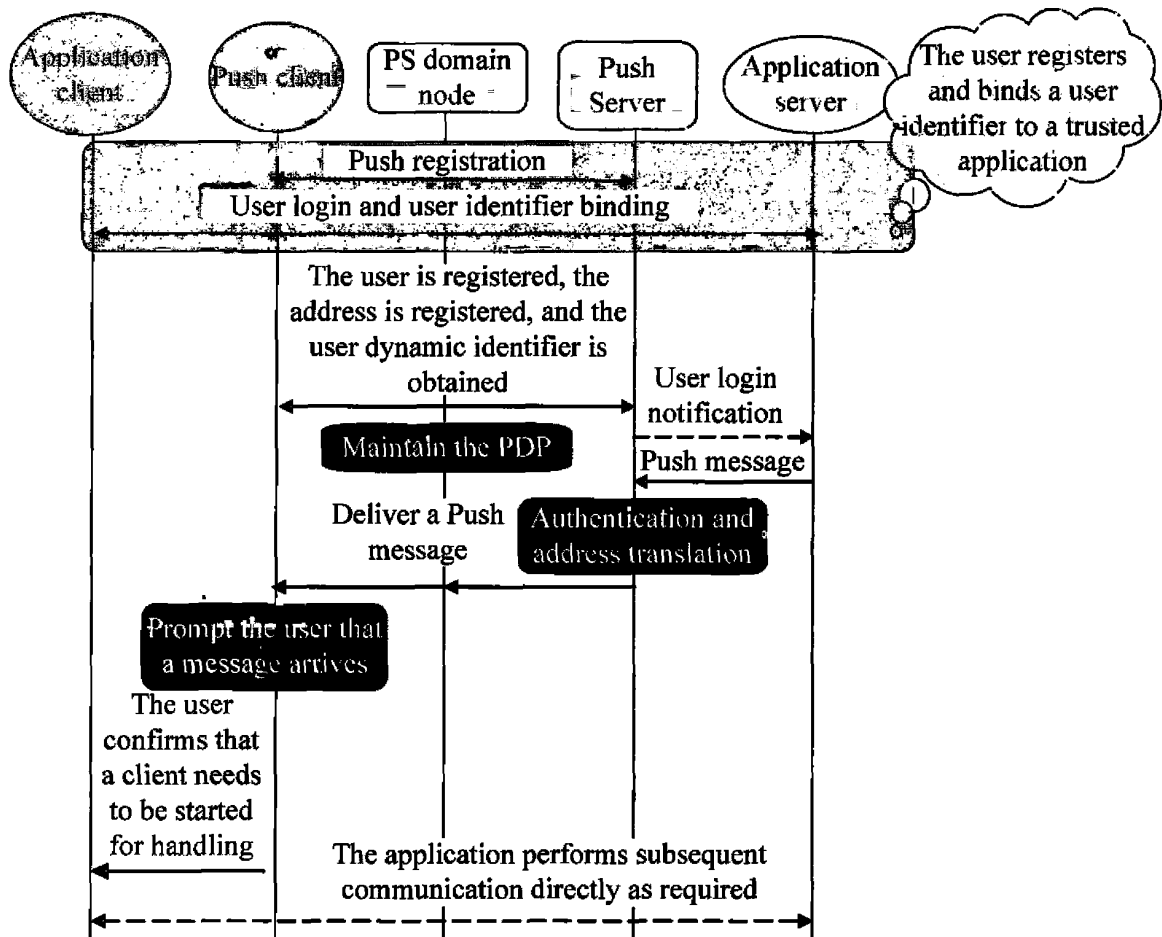 Application
client
Push client
PS domain
node
Push
Server
Application
server
The user registers
and binds a user
identifier to a trusted
application
Push registration
User login and user identifier binding
The user is registered, the
address is registered, and the
user dynamic identifier is
obtained
User login
notification
Maintain the PDP
Push message
Deliver a Push
message
Authentication and
address translation
Prompt the user that
a message arrives
The user
confirms that
a client needs
to be started
for handling
The application performs subsequent
communication directly as required